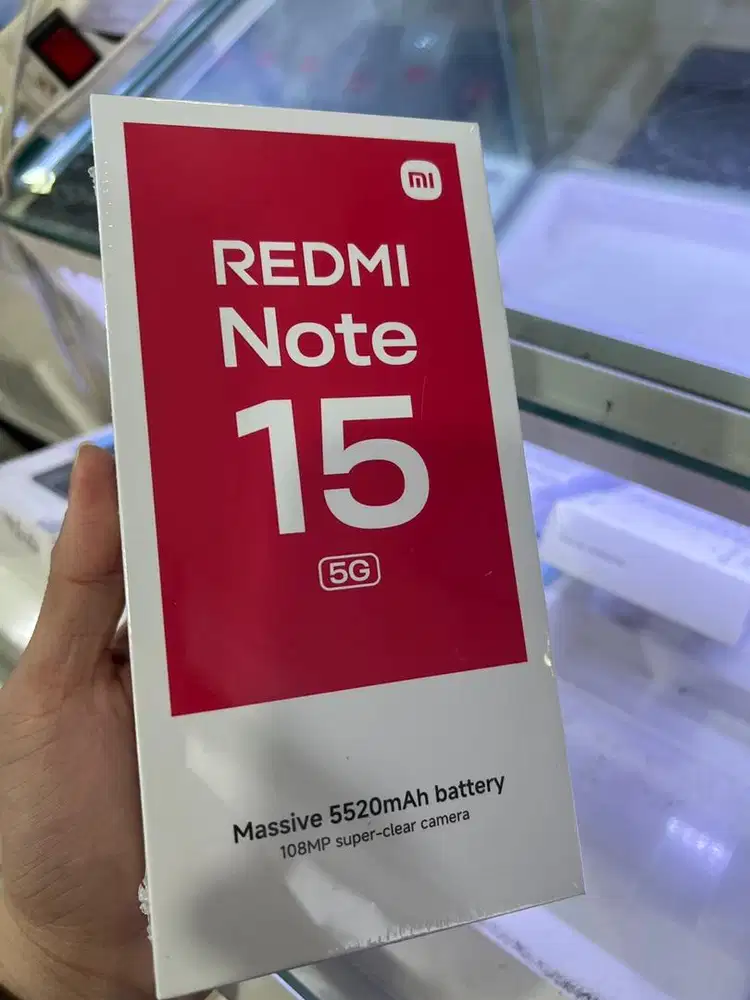 mi
REDMI
Note
15
5G
Massive 5520mAh battery
108MP super-clear camera